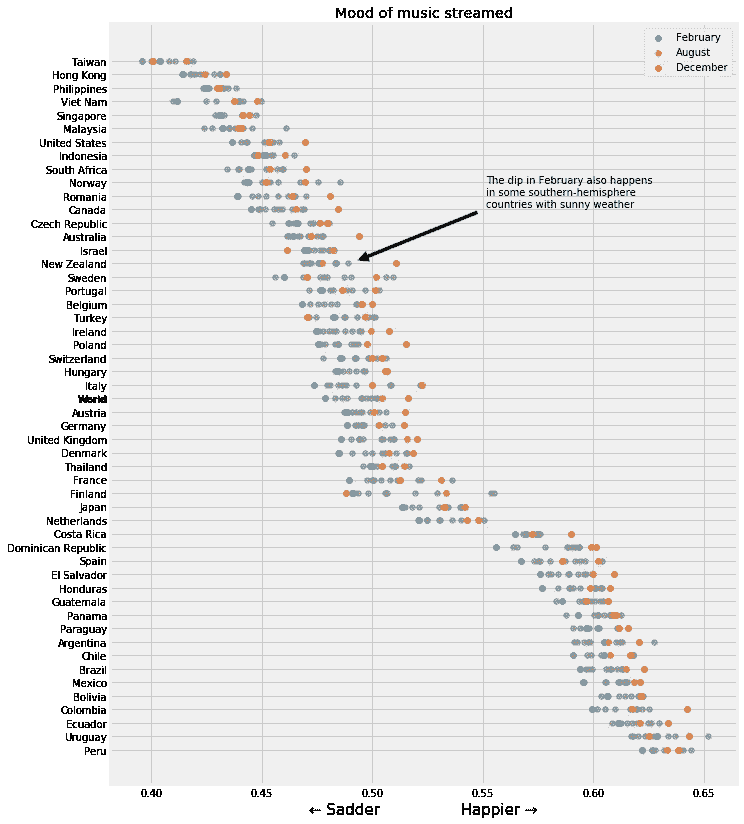 Mood of music streamed
February
August
December
Taiwan
Hong Kong
Philippines
Viet Nam
Singapore
Malaysia
United States
Indonesia
South Africa
Norway
Romania
Canada
Czech Republic
Australia
Israel
New Zealand
Sweden
Portugal
Belgium
Turkey
Ireland
Poland
Switzerland
Hungary
Italy
World
Austria
Germany
United Kingdom
Denmark
Thailand
France
Finland
Japan
Netherlands
Costa Rica
Dominican Republic
Spain
El Salvador
Honduras
Guatemala
Panama
Paraguay
Argentina
Chile
Brazil
Mexico
Bolivia
Colombia
Ecuador
Uruguay
Peru
The dip in February also happens
in some southern-hemisphere
countries with sunny weather
0.40 0.45 0.50 0.55 0.60 0.65
← Sadder Happier →